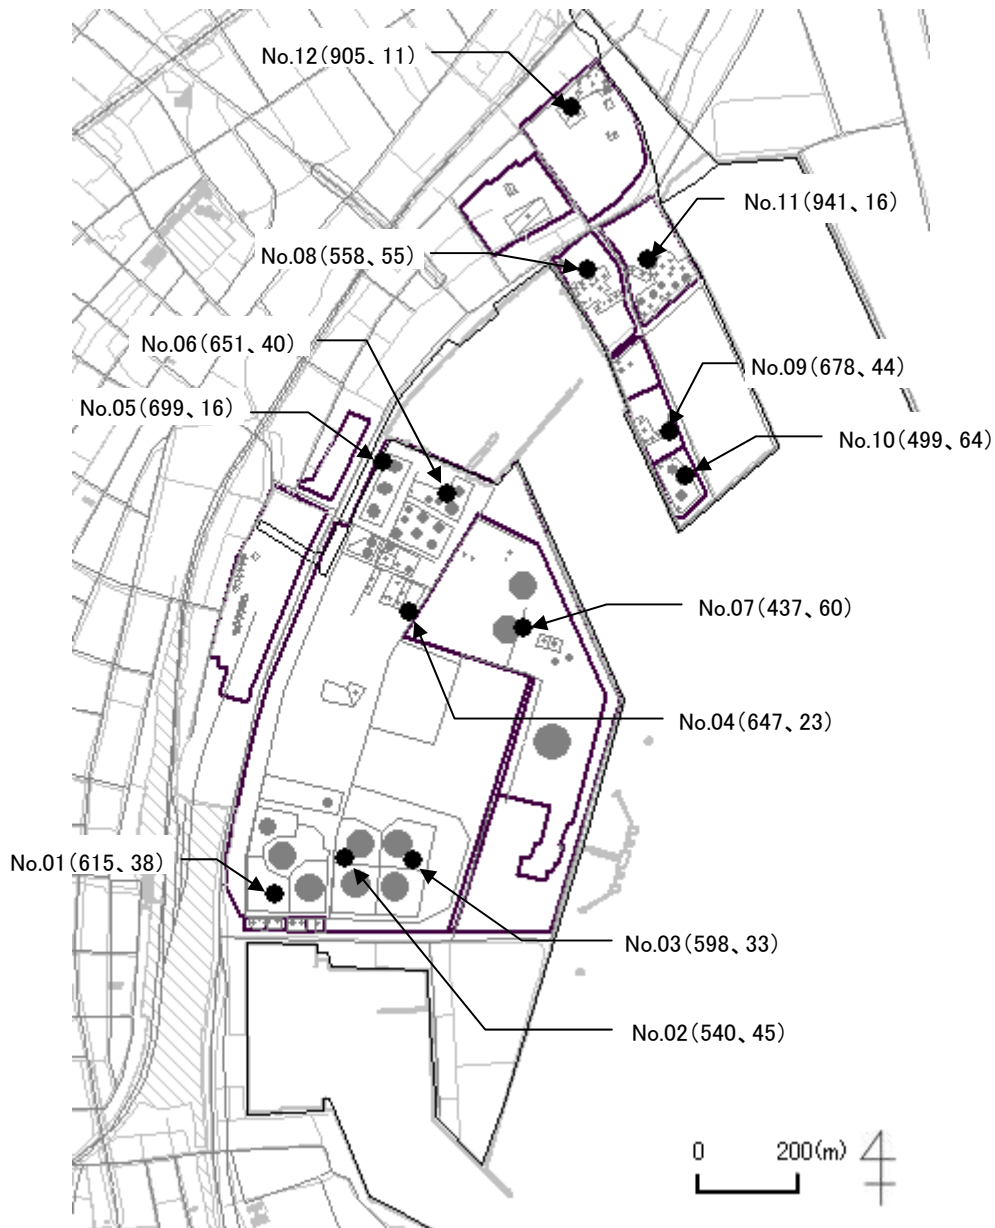 No.12(905、11)
No.11(941、16)
No.08(558、55)
No.06(651、40)
No.09(678、44)
No.05(699、16)
No.10(499、64)
No.07(437、60)
No.04(647、23)
No.01(615、38)
No.03(598、33)
No.02(540、45)
0 200(m)